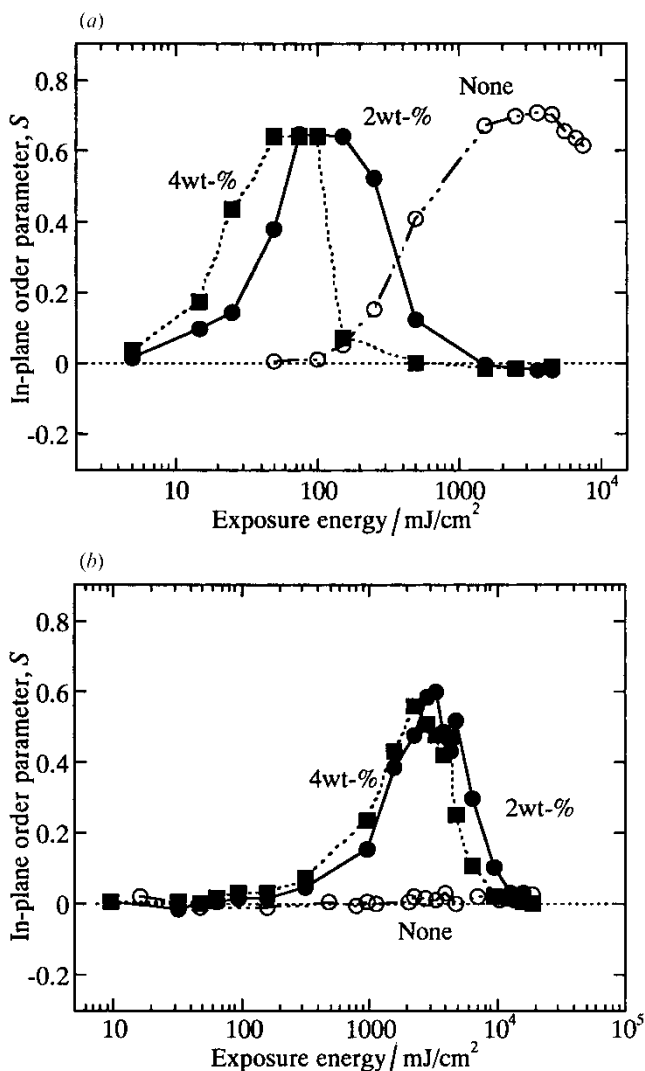 (a)
0.8
0.6
0.4
0.2
0
-0.2
In-plane order parameter, S
None
2wt-%
4wt-%
10
100
1000
10⁴
Exposure energy/mJ/cm²
(b)
0.8
0.6
0.4
0.2
0
-0.2
In-plane order parameter, S
4wt-%
2wt-%
None
10
100
1000
10⁴
10⁵
Exposure energy/mJ/cm²